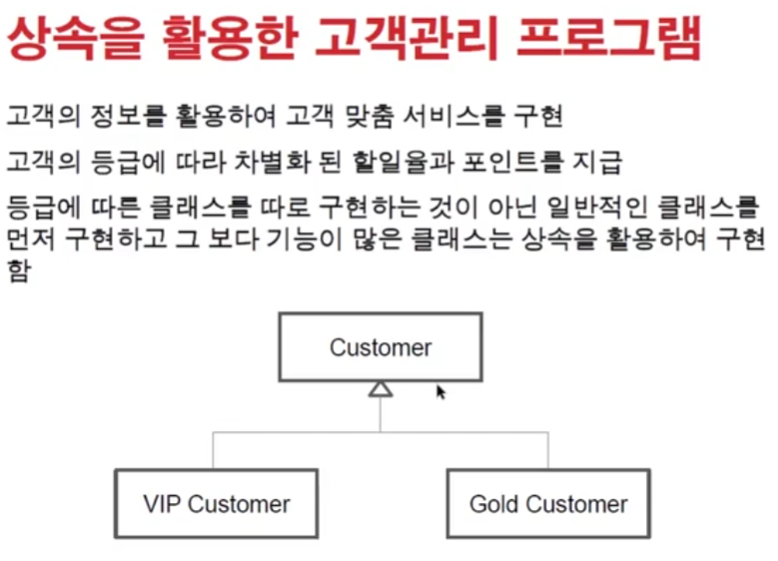 상속을 활용한 고객관리 프로그램
고객의 정보를 활용하여 고객 맞춤 서비스를 구현
고객의 등급에 따라 차별화 된 할일율과 포인트를 지급
등급에 따른 클래스를 따로 구현하는 것이 아닌 일반적인 클래스를
먼저 구현하고 그 보다 기능이 많은 클래스는 상속을 활용하여 구현
함
Customer
VIP Customer
Gold Customer